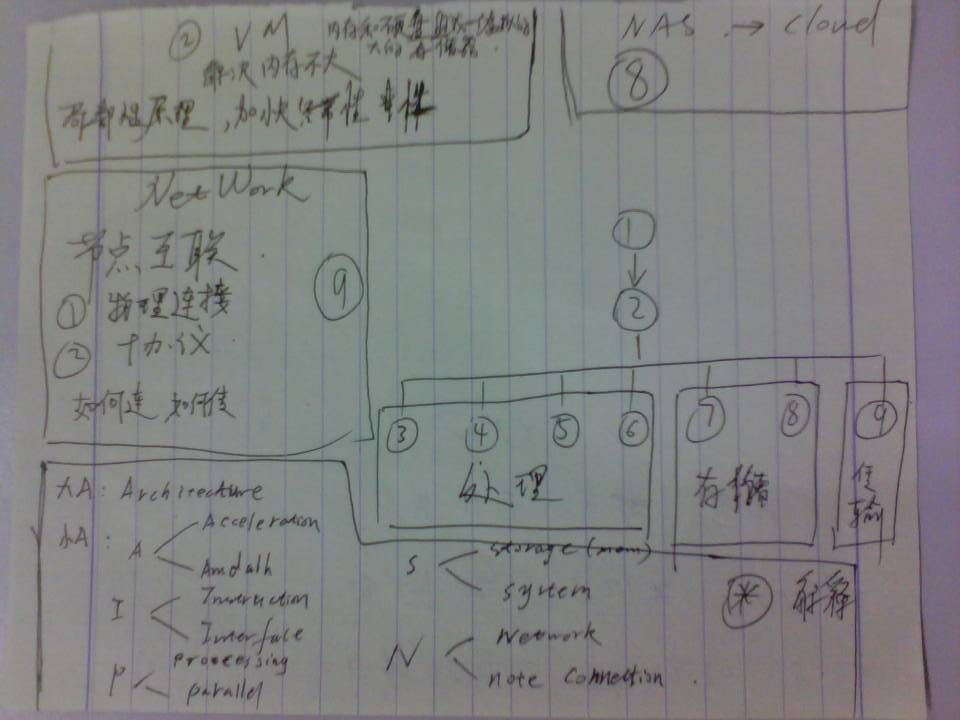 ② VM
内存和硬盘组成一个虚拟的
大的存储器.
解决内存不大
局部性原理,加快经常性事件
NAS. → Cloud
⑧
NetWork
节点互联
① 物理连接
② 协议
如何连 如何传
⑨
①
②
③ ④ ⑤ ⑥ ⑦ ⑧ ⑨
处理 存储 传输
大A: Archirecture
小A:
A Acceleration
Amdalh
I Instruction
Interface
P Processing
parallel
S Storage (mem)
System
N Network
note connection.
⊛ 解释